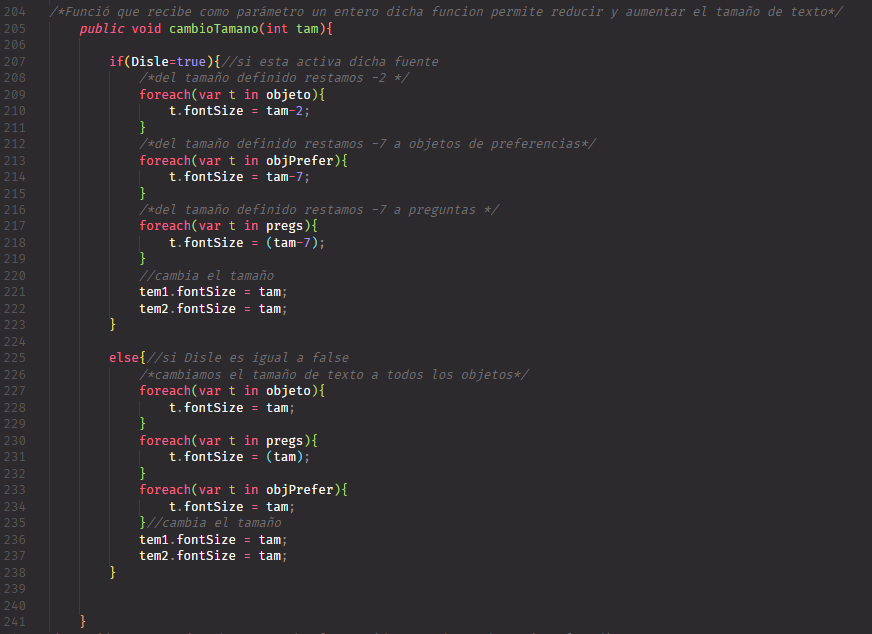 204 /*Funció que recibe como parámetro un entero dicha funcion permite reducir y aumentar el tamaño de texto*/
205 public void cambioTamano(int tam){
206
207 if(Disle=true){//si esta activa dicha fuente
208 /*del tamaño definido restamos -2 */
209 foreach(var t in objeto){
210 t.fontSize = tam-2;
211 }
212 /*del tamaño definido restamos -7 a objetos de preferencias*/
213 foreach(var t in objPrefer){
214 t.fontSize = tam-7;
215 }
216 /*del tamaño definido restamos -7 a preguntas */
217 foreach(var t in pregs){
218 t.fontSize = (tam-7);
219 }
220 //cambia el tamaño
221 tem1.fontSize = tam;
222 tem2.fontSize = tam;
223 }
224
225 else{//si Disle es igual a false
226 /*cambiamos el tamaño de texto a todos los objetos*/
227 foreach(var t in objeto){
228 t.fontSize = tam;
229 }
230 foreach(var t in pregs){
231 t.fontSize = (tam);
232 }
233 foreach(var t in objPrefer){
234 t.fontSize = tam;
235 }//cambia el tamaño
236 tem1.fontSize = tam;
237 tem2.fontSize = tam;
238 }
239
240
241 }